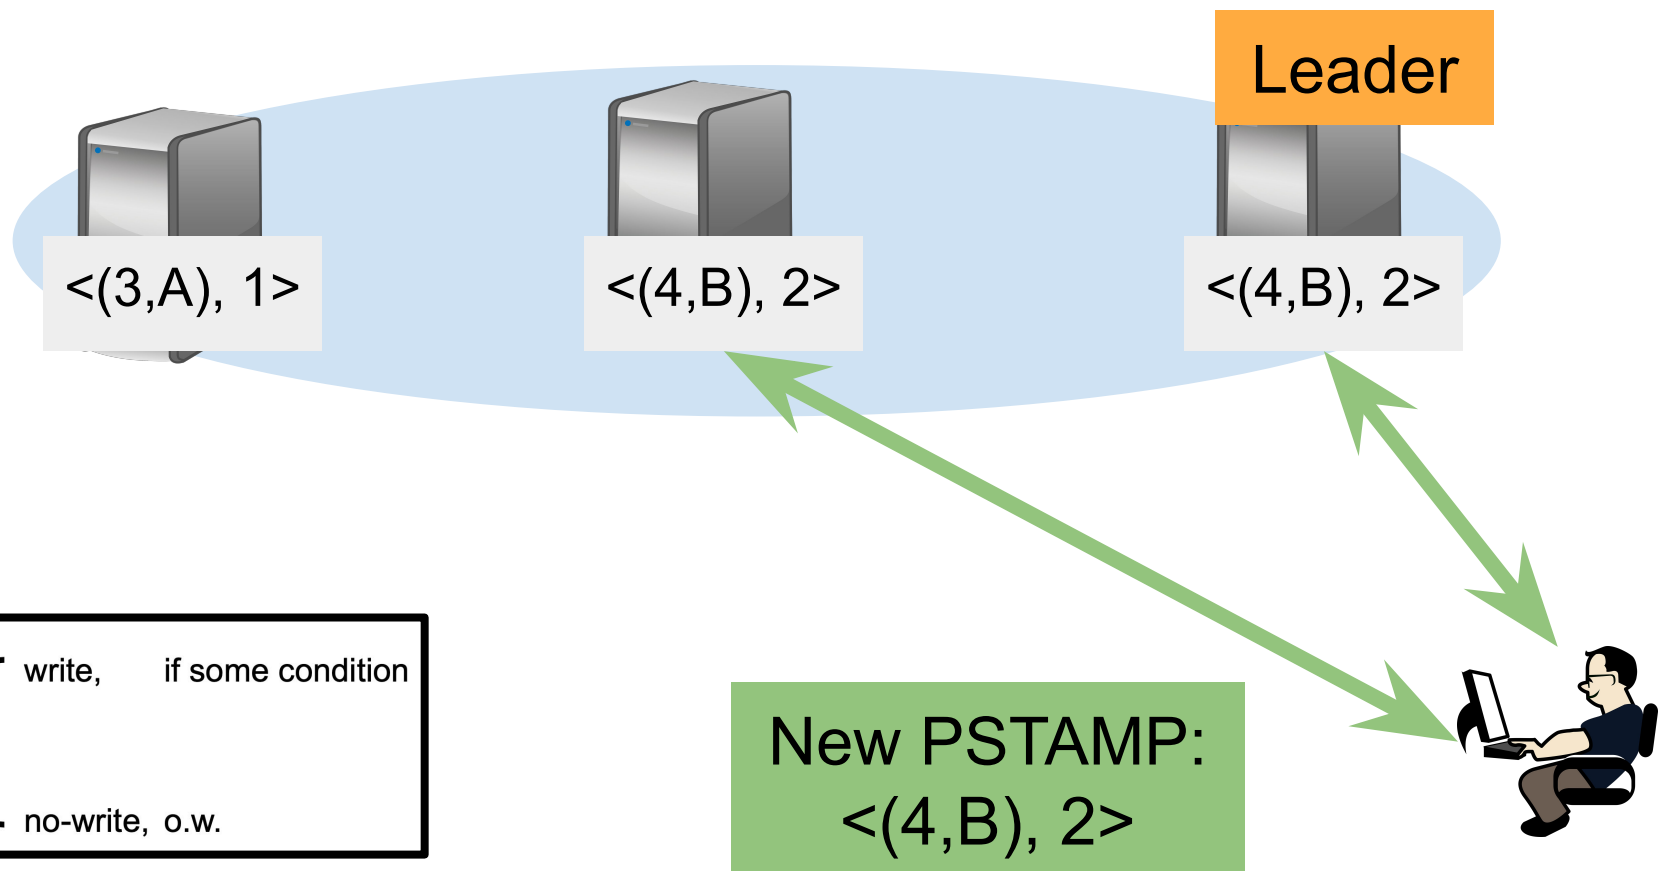 Leader
<(3,A), 1>
<(4,B), 2>
<(4,B), 2>
write, if some condition
no-write, o.w.
New PSTAMP:
<(4,B), 2>